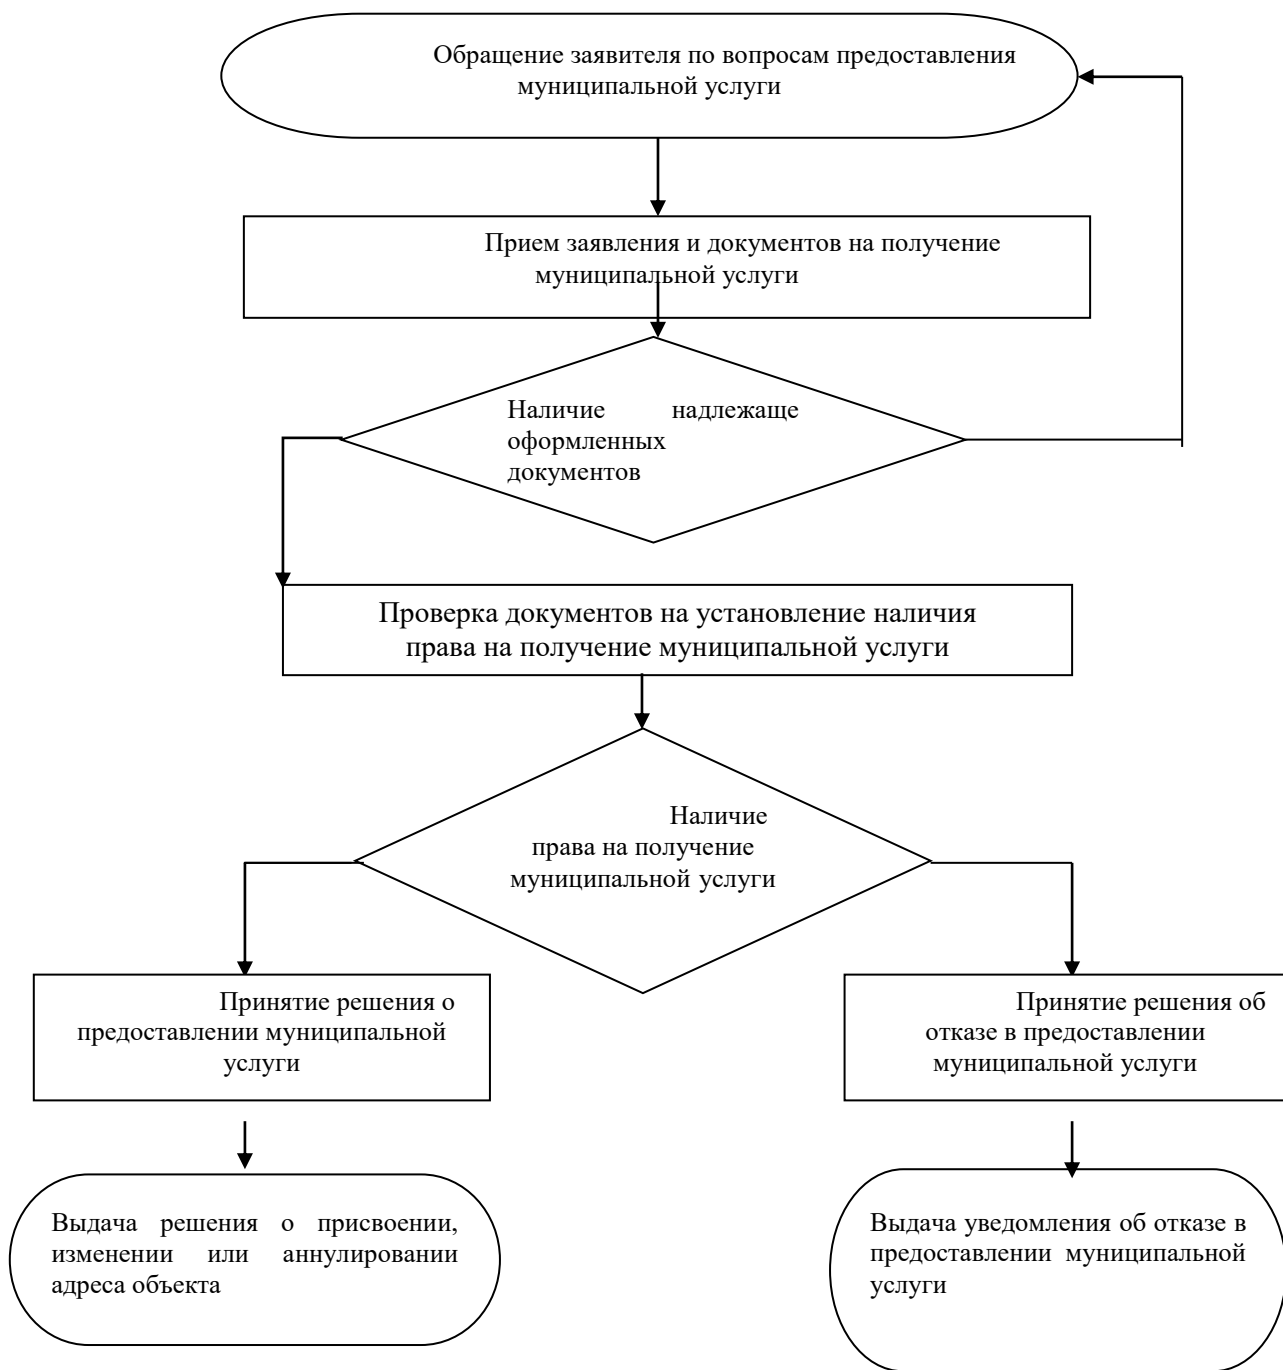 Обращение заявителя по вопросам предоставления
муниципальной услуги
Прием заявления и документов на получение
муниципальной услуги
Наличие надлежаще
оформленных
документов
Проверка документов на установление наличия
права на получение муниципальной услуги
Наличие
права на получение
муниципальной услуги
Принятие решения о
предоставлении муниципальной
услуги
Принятие решения об
отказе в предоставлении
муниципальной услуги
Выдача решения о присвоении,
изменении или аннулировании
адреса объекта
Выдача уведомления об отказе в
предоставлении муниципальной
услуги